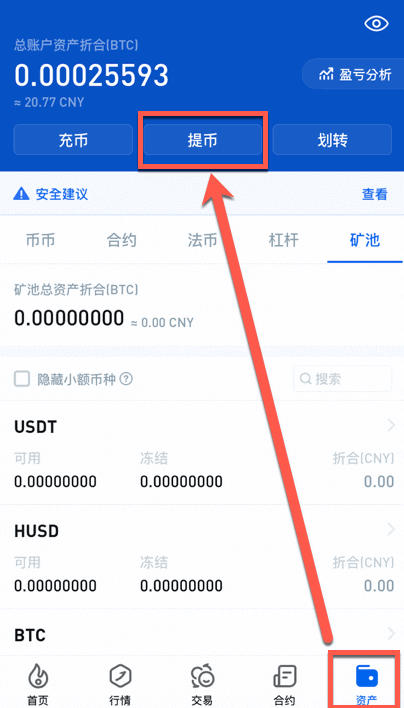 总账户资产折合(BTC)
0.00025593
≈ 20.77 CNY
盈亏分析
充币 提币 划转
安全建议 查看
币币 合约 法币 杠杆 矿池
矿池总资产折合(BTC)
0.00000000 ≈ 0.00 CNY
隐藏小额币种 ? 搜索
USDT
可用 冻结 折合(CNY)
0.00000000 0.00000000 0.00
HUSD
可用 冻结 折合(CNY)
0.00000000 0.00000000 0.00
BTC
首页 行情 交易 合约 资产